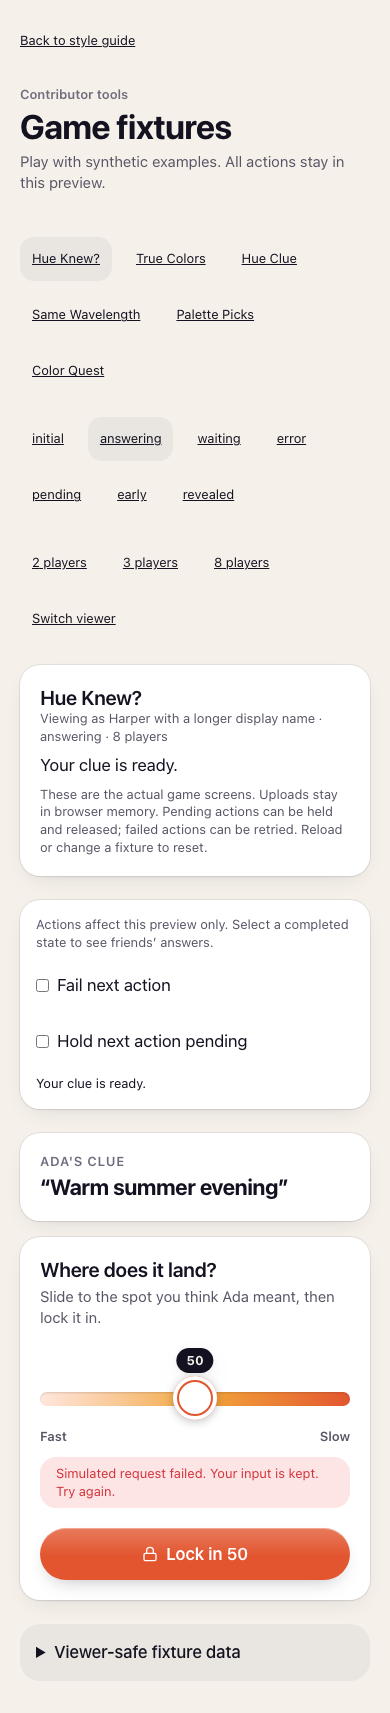 Back to style guide
Contributor tools
Game fixtures
Play with synthetic examples. All actions stay in
this preview.
Hue Knew? True Colors Hue Clue
Same Wavelength Palette Picks
Color Quest
initial answering waiting error
pending early revealed
2 players 3 players 8 players
Switch viewer
Hue Knew?
Viewing as Harper with a longer display name ·
answering · 8 players
Your clue is ready.
These are the actual game screens. Uploads stay
in browser memory. Pending actions can be held
and released; failed actions can be retried. Reload
or change a fixture to reset.
Actions affect this preview only. Select a completed
state to see friends’ answers.
Fail next action
Hold next action pending
Your clue is ready.
ADA'S CLUE
“Warm summer evening”
Where does it land?
Slide to the spot you think Ada meant, then
lock it in.
50
Fast Slow
Simulated request failed. Your input is kept.
Try again.
Lock in 50
Viewer-safe fixture data